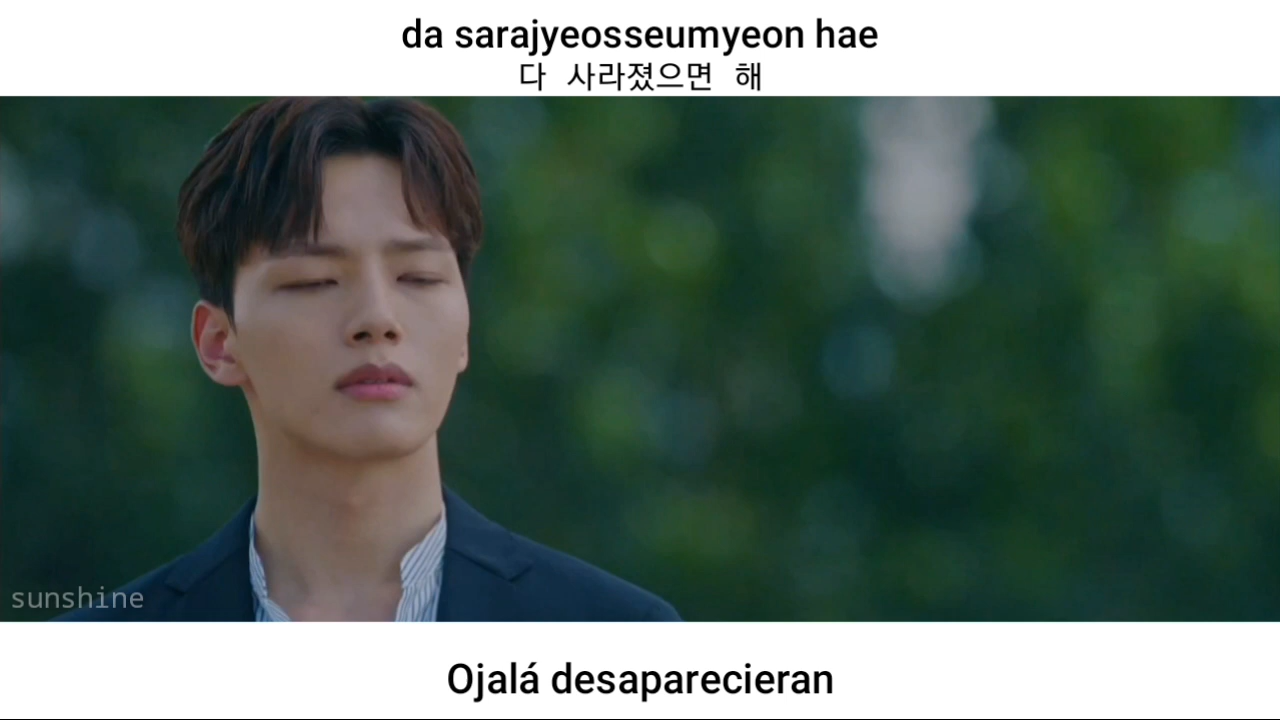 da sarajyeosseumyeon hae
다 사라졌으면 해
sunshine
Ojalá desaparecieran